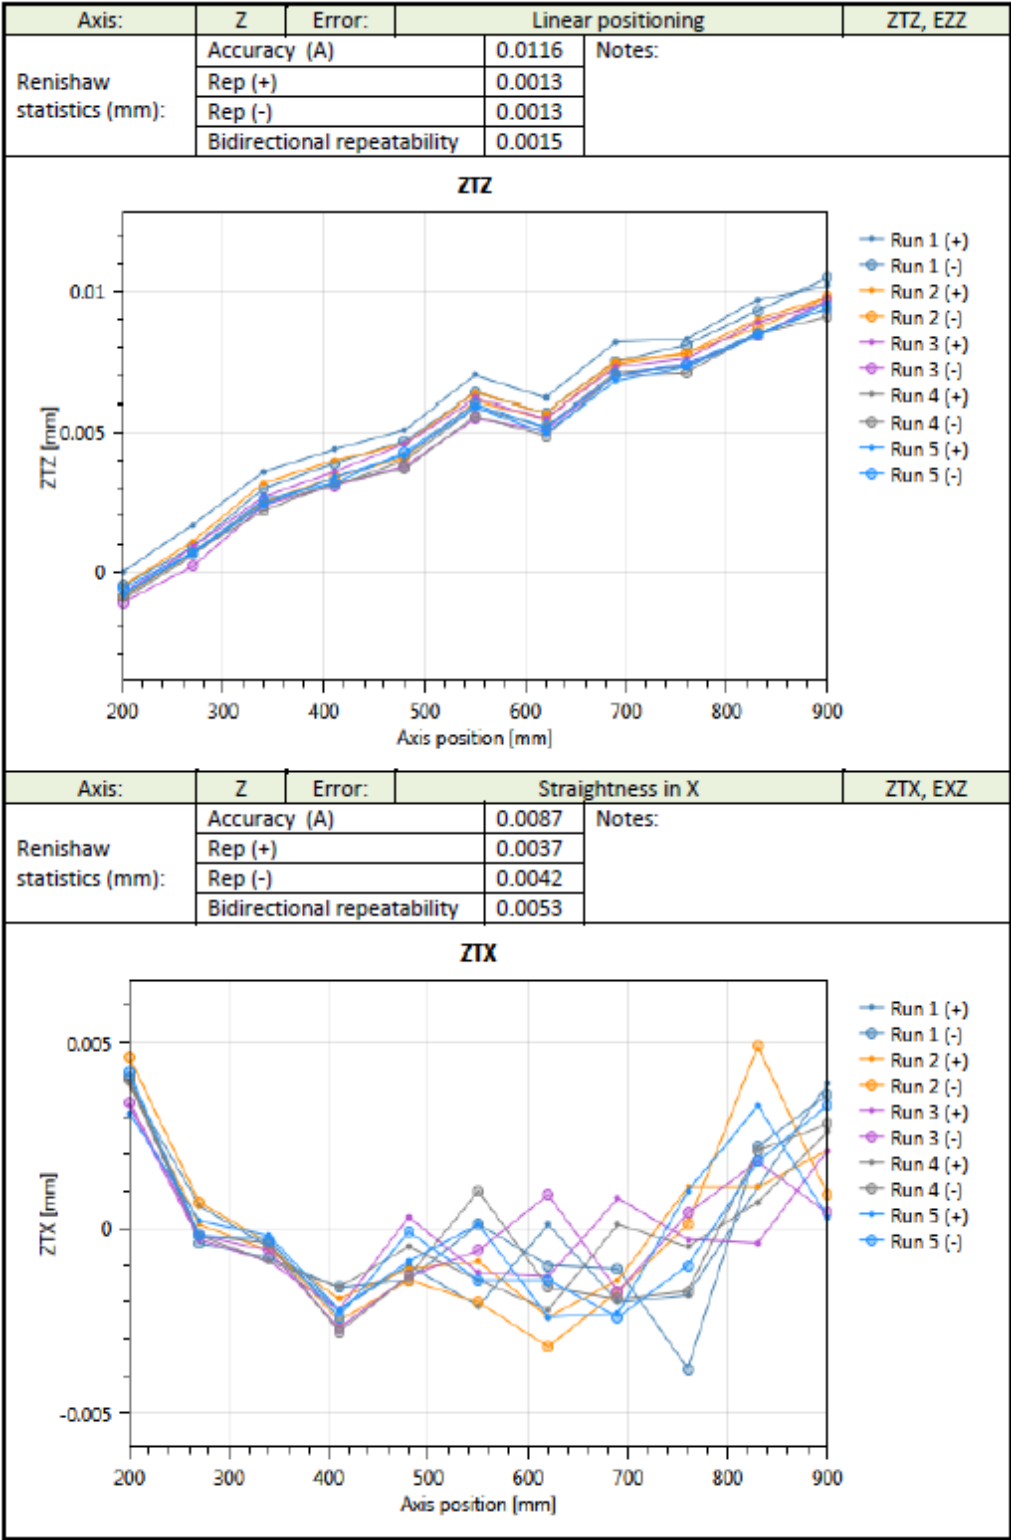 Axis: Z Error: Linear positioning ZTZ, EZZ
Renishaw statistics (mm):
Accuracy (A) 0.0116 Notes:
Rep (+) 0.0013
Rep (-) 0.0013
Bidirectional repeatability 0.0015
ZTZ
0.01
0.005
0
ZTZ [mm]
200 300 400 500 600 700 800 900
Axis position [mm]
Run 1 (+)
Run 1 (-)
Run 2 (+)
Run 2 (-)
Run 3 (+)
Run 3 (-)
Run 4 (+)
Run 4 (-)
Run 5 (+)
Run 5 (-)
Axis: Z Error: Straightness in X ZTX, EXZ
Renishaw statistics (mm):
Accuracy (A) 0.0087 Notes:
Rep (+) 0.0037
Rep (-) 0.0042
Bidirectional repeatability 0.0053
ZTX
0.005
0
-0.005
ZTX [mm]
200 300 400 500 600 700 800 900
Axis position [mm]
Run 1 (+)
Run 1 (-)
Run 2 (+)
Run 2 (-)
Run 3 (+)
Run 3 (-)
Run 4 (+)
Run 4 (-)
Run 5 (+)
Run 5 (-)